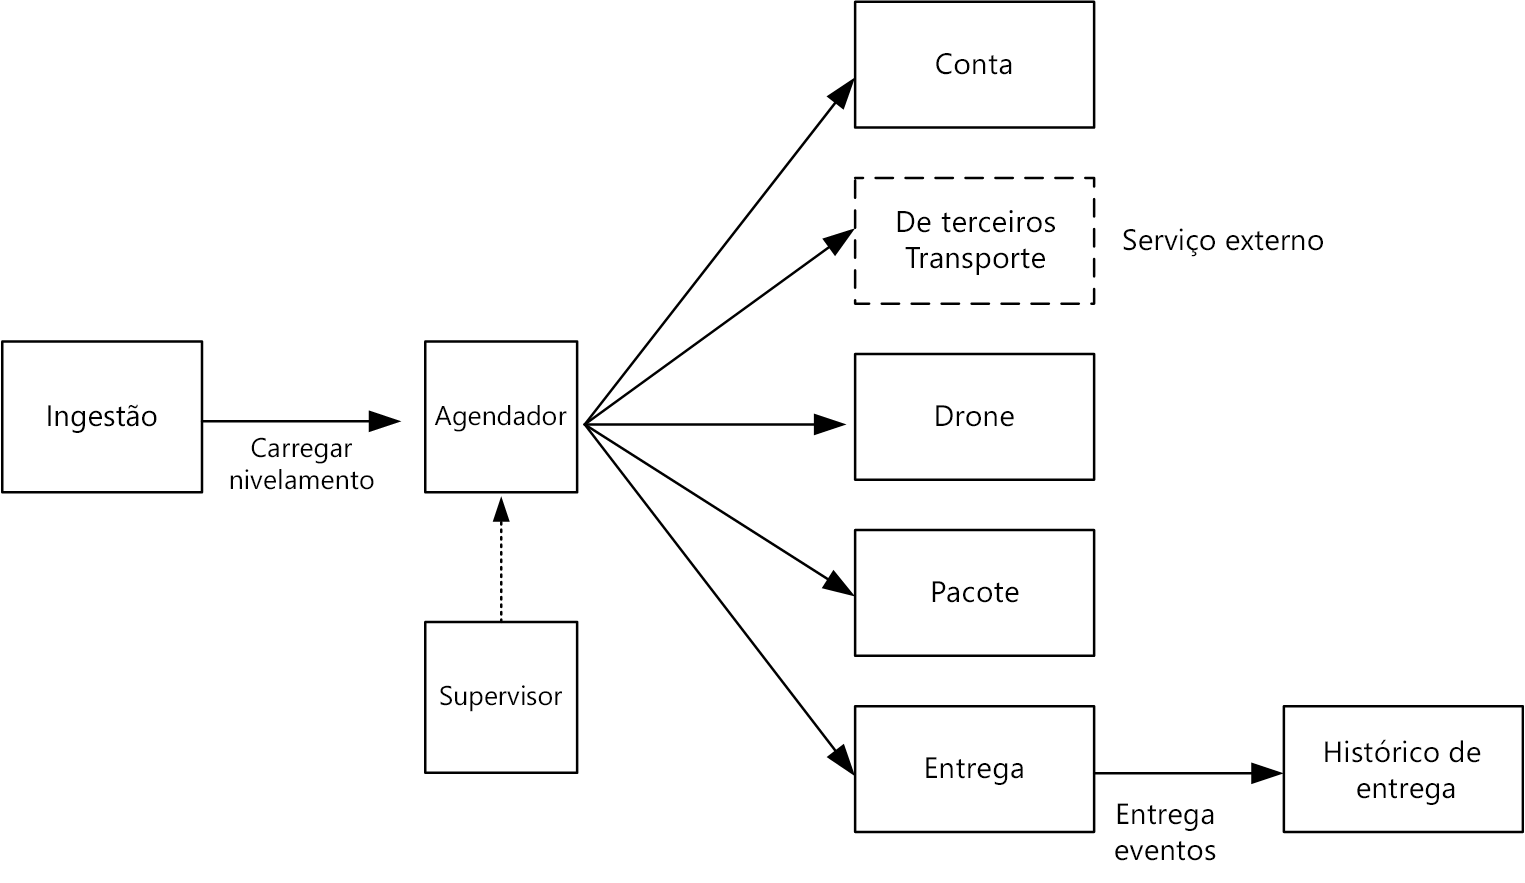 Conta
De terceiros
Transporte
Serviço externo
Ingestão
Carregar
nivelamento
Agendador
Drone
Pacote
Supervisor
Entrega
Entrega
eventos
Histórico de
entrega